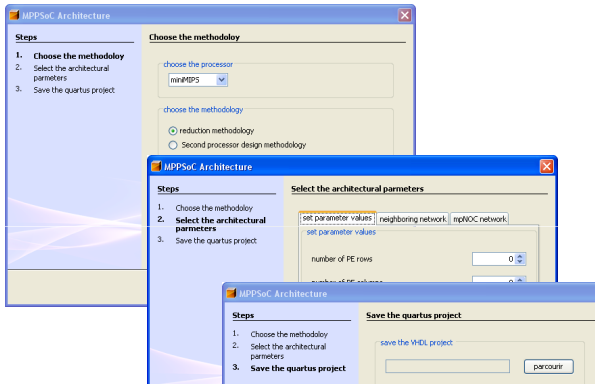 MPPSoC Architecture
Steps
1. Choose the methodoloy
2. Select the architectural
parmeters
3. Save the quartus project
Choose the methodoloy
choose the processor
miniMIPS
choose the methodology
reduction methodology
Second processor design methodology
MPPSoC Architecture
Steps
1. Choose the methodoloy
2. Select the architectural
parmeters
3. Save the quartus project
Select the architectural parmeters
set parameter values neighboring network mpNOC network
set parameter values
number of PE rows 0
number of PE columns 0
MPPSoC Architecture
Steps
1. Choose the methodoloy
2. Select the architectural
parmeters
3. Save the quartus project
Save the quartus project
save the VHDL project
parcourir